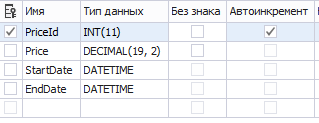 Имя Тип данных Без знака Автоинкремент
PriceId INT(11)
Price DECIMAL(19, 2)
StartDate DATETIME
EndDate DATETIME